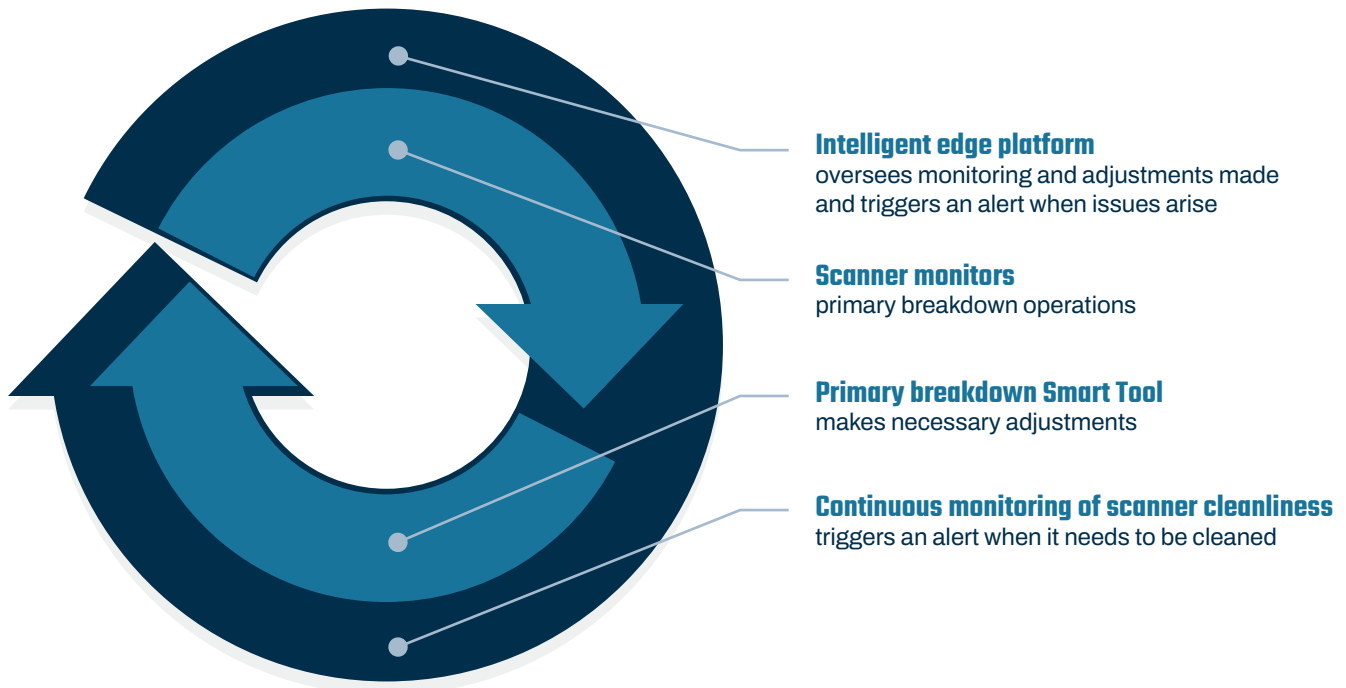 Intelligent edge platform
oversees monitoring and adjustments made
and triggers an alert when issues arise
Scanner monitors
primary breakdown operations
Primary breakdown Smart Tool
makes necessary adjustments
Continuous monitoring of scanner cleanliness
triggers an alert when it needs to be cleaned